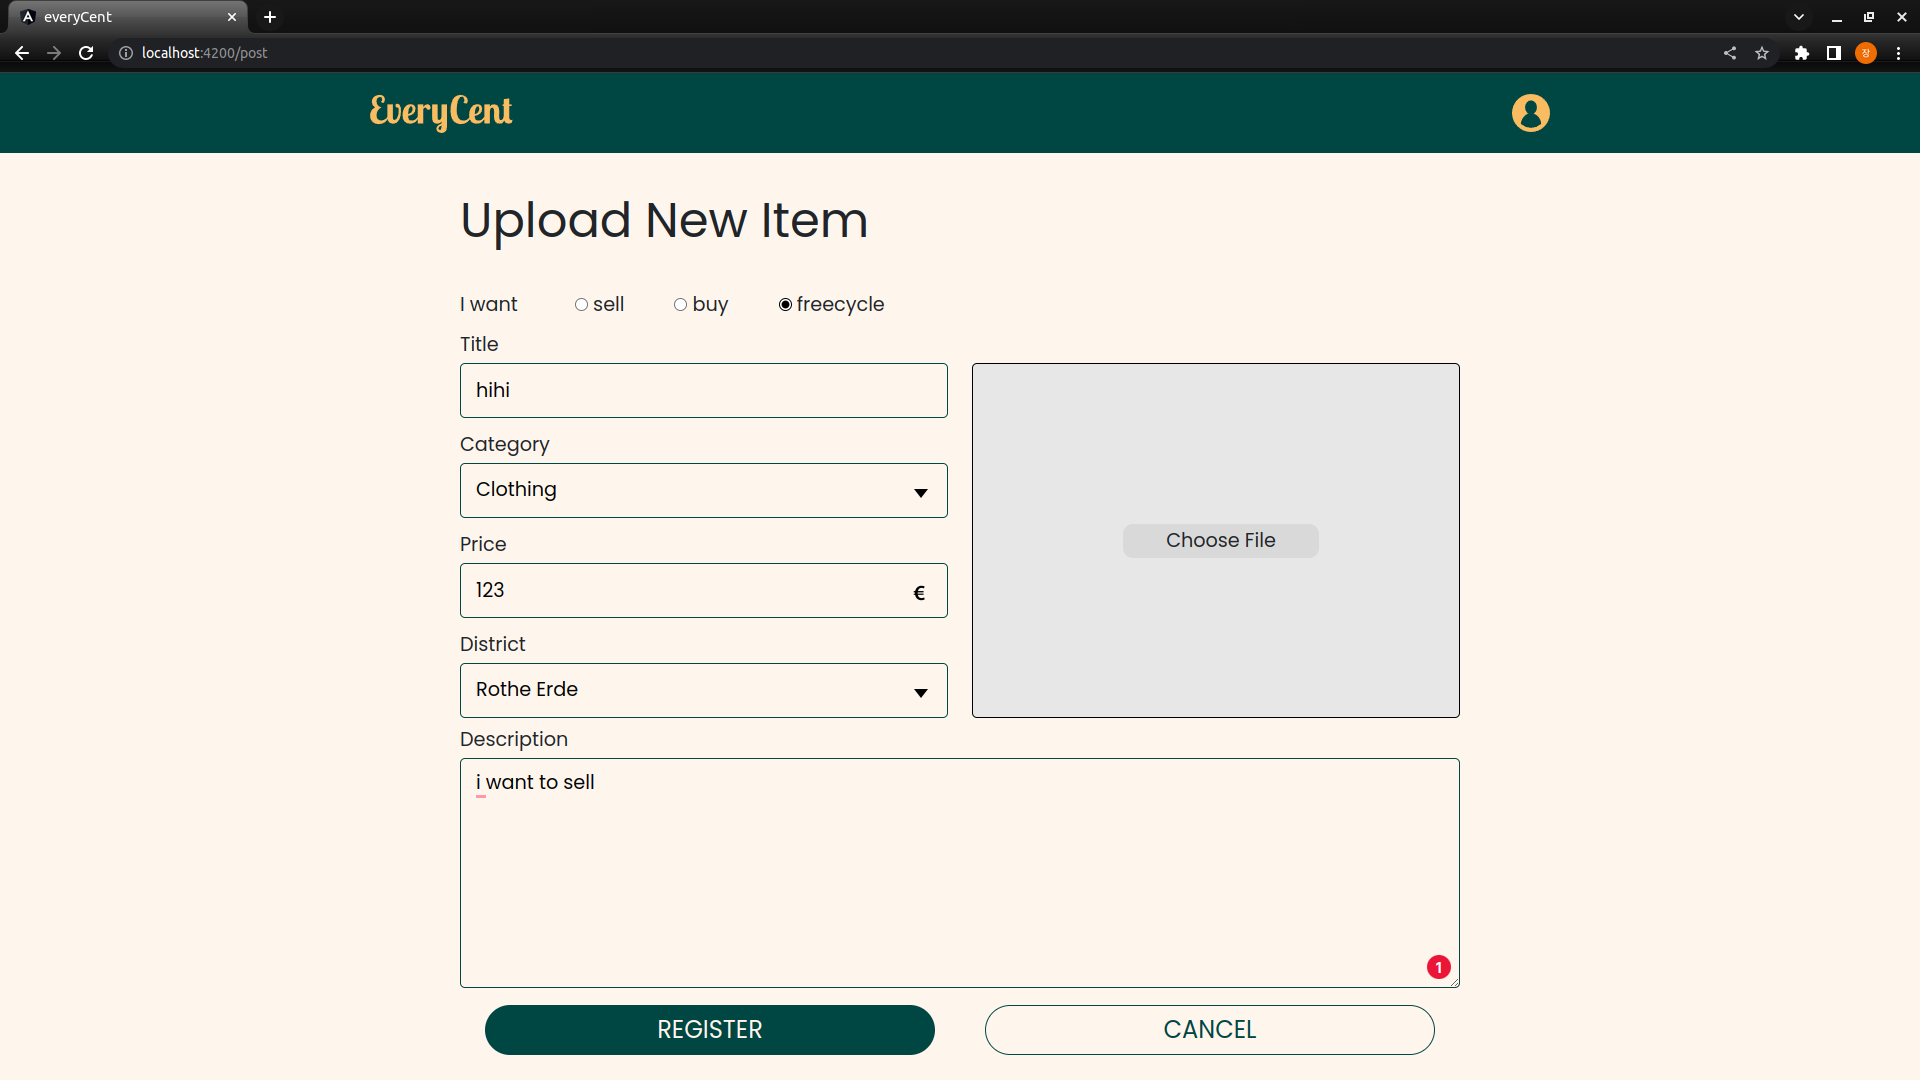 everyCent
localhost:4200/post
장
EveryCent
Upload New Item
I want sell buy freecycle
Title
hihi
Category
Clothing
Choose File
Price
123 €
District
Rothe Erde
Description
i want to sell
1
REGISTER CANCEL